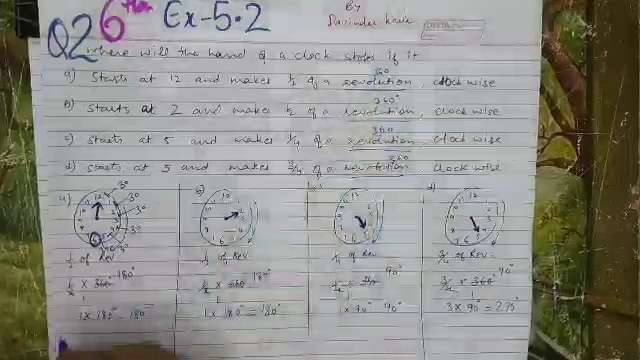 By
Davinder Kaur
6th Ex-5.2
Q2 where will the hand of a clock stops if it
360
a) starts at 12 and makes 1/2 of a revolution, clockwise
360°
b) starts at 2 and makes 1/2 of a revolution, clockwise
360
c) starts at 5 and makes 1/4 of a revolution, clockwise
360
d) starts at 5 and makes 3/4 of a revolution, clockwise
a) b) d)
1/2 of Rev
1/2 × 360 180°
1 × 180° = 180°
of Rev
1/2 × 360 180°
1 × 180° = 180°
1/4 of Rev
90°
1 × 90° 90°
3/4 of Rev
90°
3 × 90° = 270°